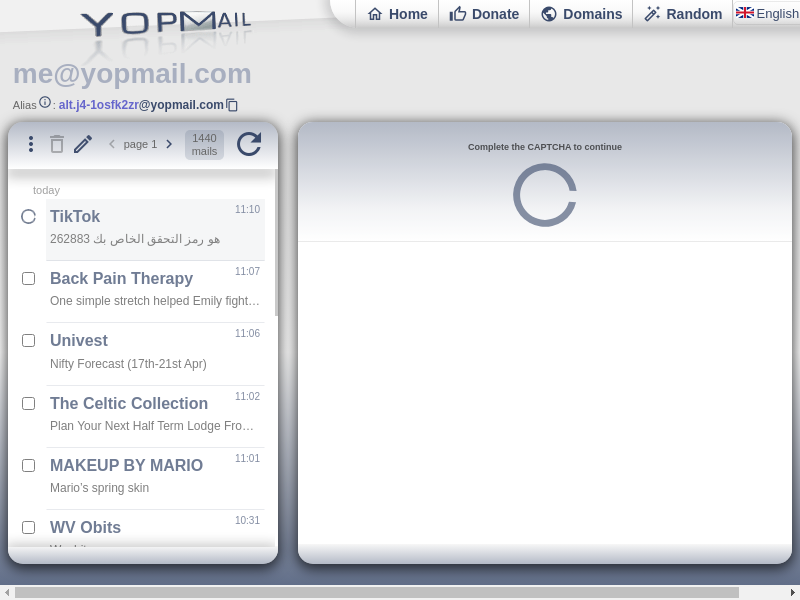 YOPMAIL
Home
Donate
Domains
Random
English
me@yopmail.com
Alias : alt.j4-1osfk2zr@yopmail.com
page 1
1440
mails
today
TikTok
11:10
262883 هو رمز التحقق الخاص بك
Back Pain Therapy
11:07
One simple stretch helped Emily fight…
Univest
11:06
Nifty Forecast (17th-21st Apr)
The Celtic Collection
11:02
Plan Your Next Half Term Lodge Fro…
MAKEUP BY MARIO
11:01
Mario's spring skin
WV Obits
10:31
Complete the CAPTCHA to continue